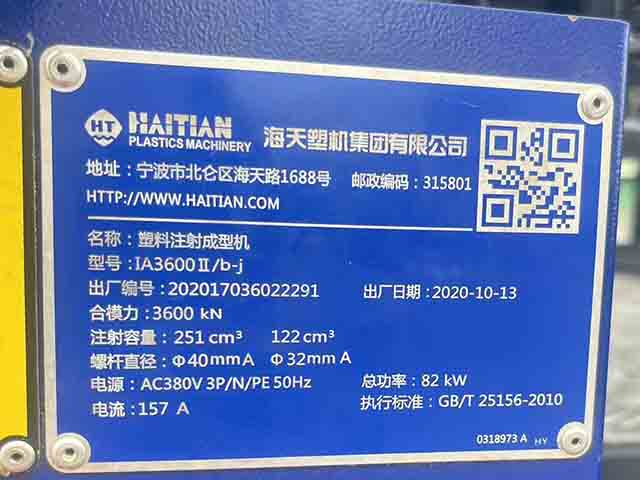 HT HAITIAN 海天塑机集团有限公司
PLASTICS MACHINERY
地址：宁波市北仑区海天路1688号 邮政编码：315801
HTTP://WWW.HAITIAN.COM
名称：塑料注射成型机
型号：IA3600Ⅱ/b-j
出厂编号：202017036022291 出厂日期：2020-10-13
合模力：3600 kN
注射容量：251 cm³ 122 cm³
螺杆直径：Φ40mm A Φ32mm A
电源：AC380V 3P/N/PE 50Hz 总功率：82 kW
电流：157 A 执行标准：GB/T 25156-2010
0318973 A HY